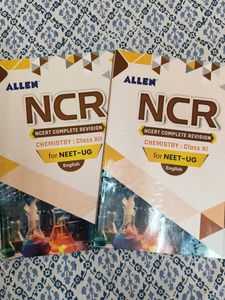 ALLEN
NCR
NCERT COMPLETE REVISION
CHEMISTRY : Class XII
for NEET-UG
English
ALLEN
NCR
NCERT COMPLETE REVISION
CHEMISTRY : Class XI
for NEET-UG
English